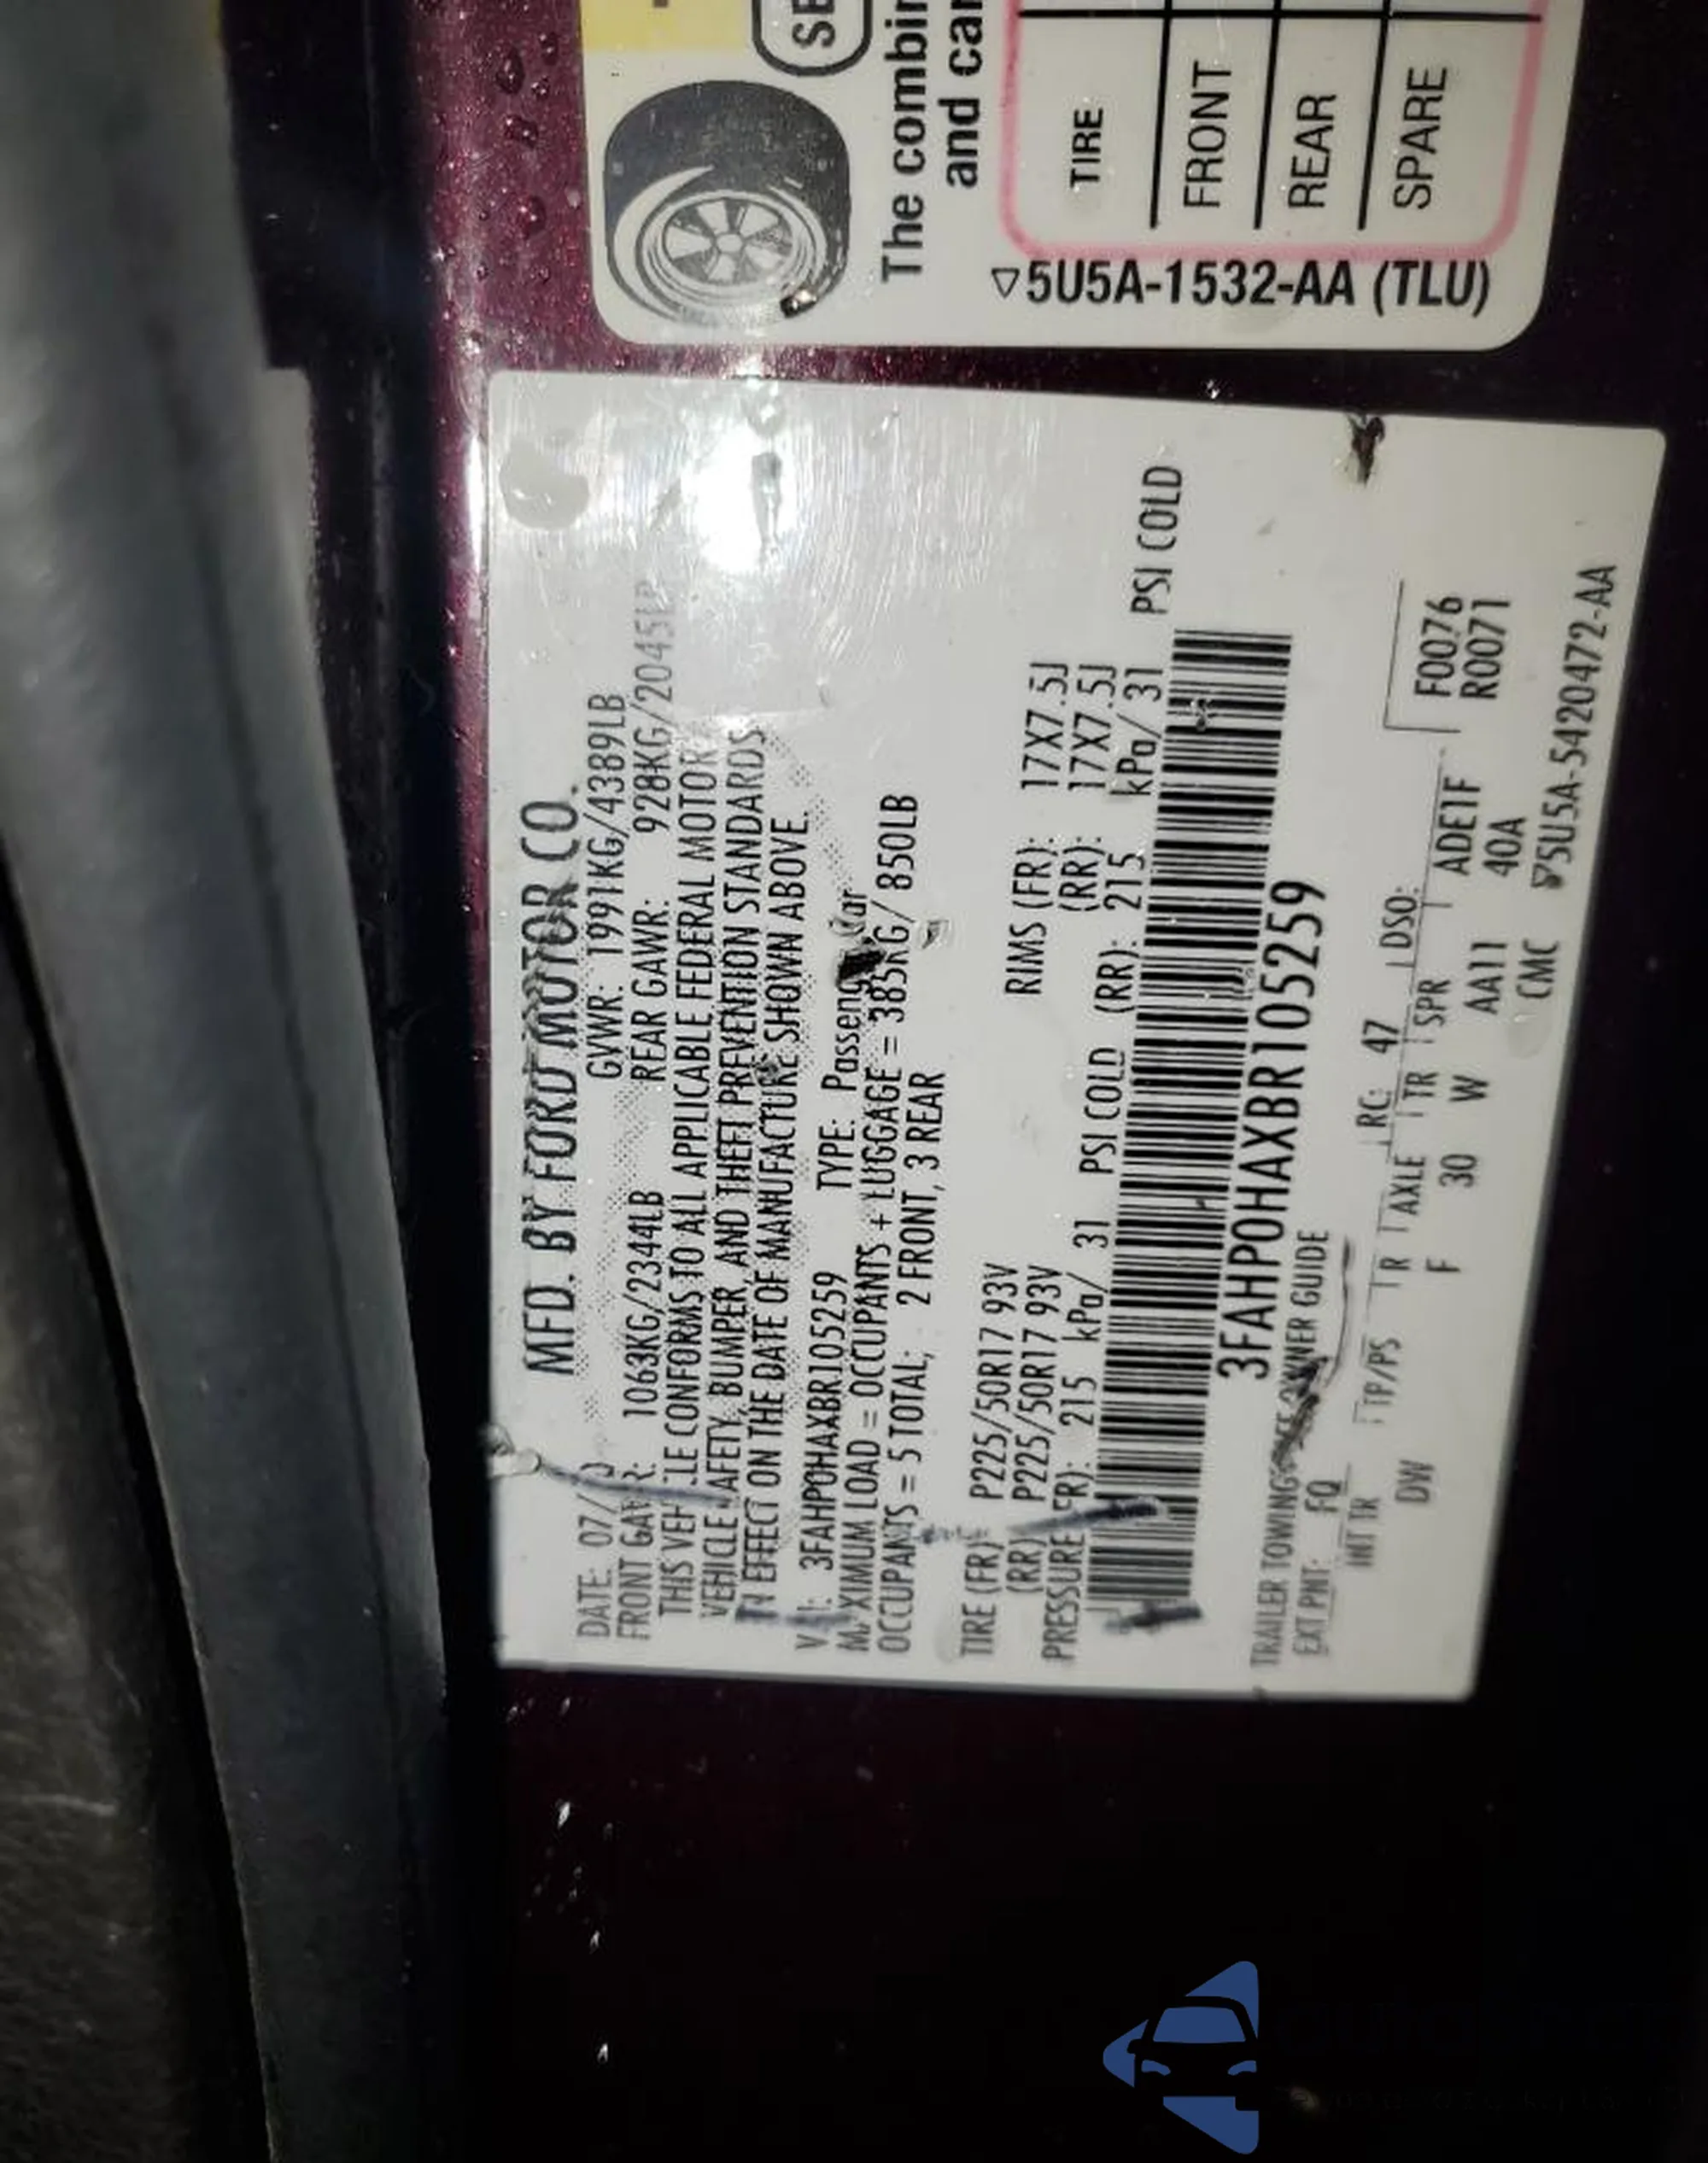 MFD. BY FORD MOTOR CO.
DATE: 07/ GVWR: 1991KG/4389LB
FRONT GAWR: 1063KG/2344LB REAR GAWR: 928KG/2045LB
THIS VEHICLE CONFORMS TO ALL APPLICABLE FEDERAL MOTOR
VEHICLE SAFETY, BUMPER, AND THEFT PREVENTION STANDARDS
IN EFFECT ON THE DATE OF MANUFACTURE SHOWN ABOVE.
VIN: 3FAHP0HAXBR105259 TYPE: Passenger Car
MAXIMUM LOAD = OCCUPANTS + LUGGAGE = 385KG/ 850LB
OCCUPANTS = 5 TOTAL; 2 FRONT, 3 REAR
TIRE (FR): P225/50R17 93V RIMS (FR): 17X7.5J
(RR): P225/50R17 93V (RR): 17X7.5J
PRESSURE (FR): 215 kPa/ 31 PSI COLD (RR): 215 kPa/ 31 PSI COLD
3FAHP0HAXBR105259
TRAILER TOWING-SEE OWNER GUIDE
EXT PNT: FQ RC: 47 DSO:
INT TR TP/PS R AXLE TR SPR F0076
DW F 30 W AA11 ADE1F 40A R0071
CMC ▽5U5A-5420472-AA
The combin
and car
TIRE
FRONT
REAR
SPARE
▽5U5A-1532-AA (TLU)